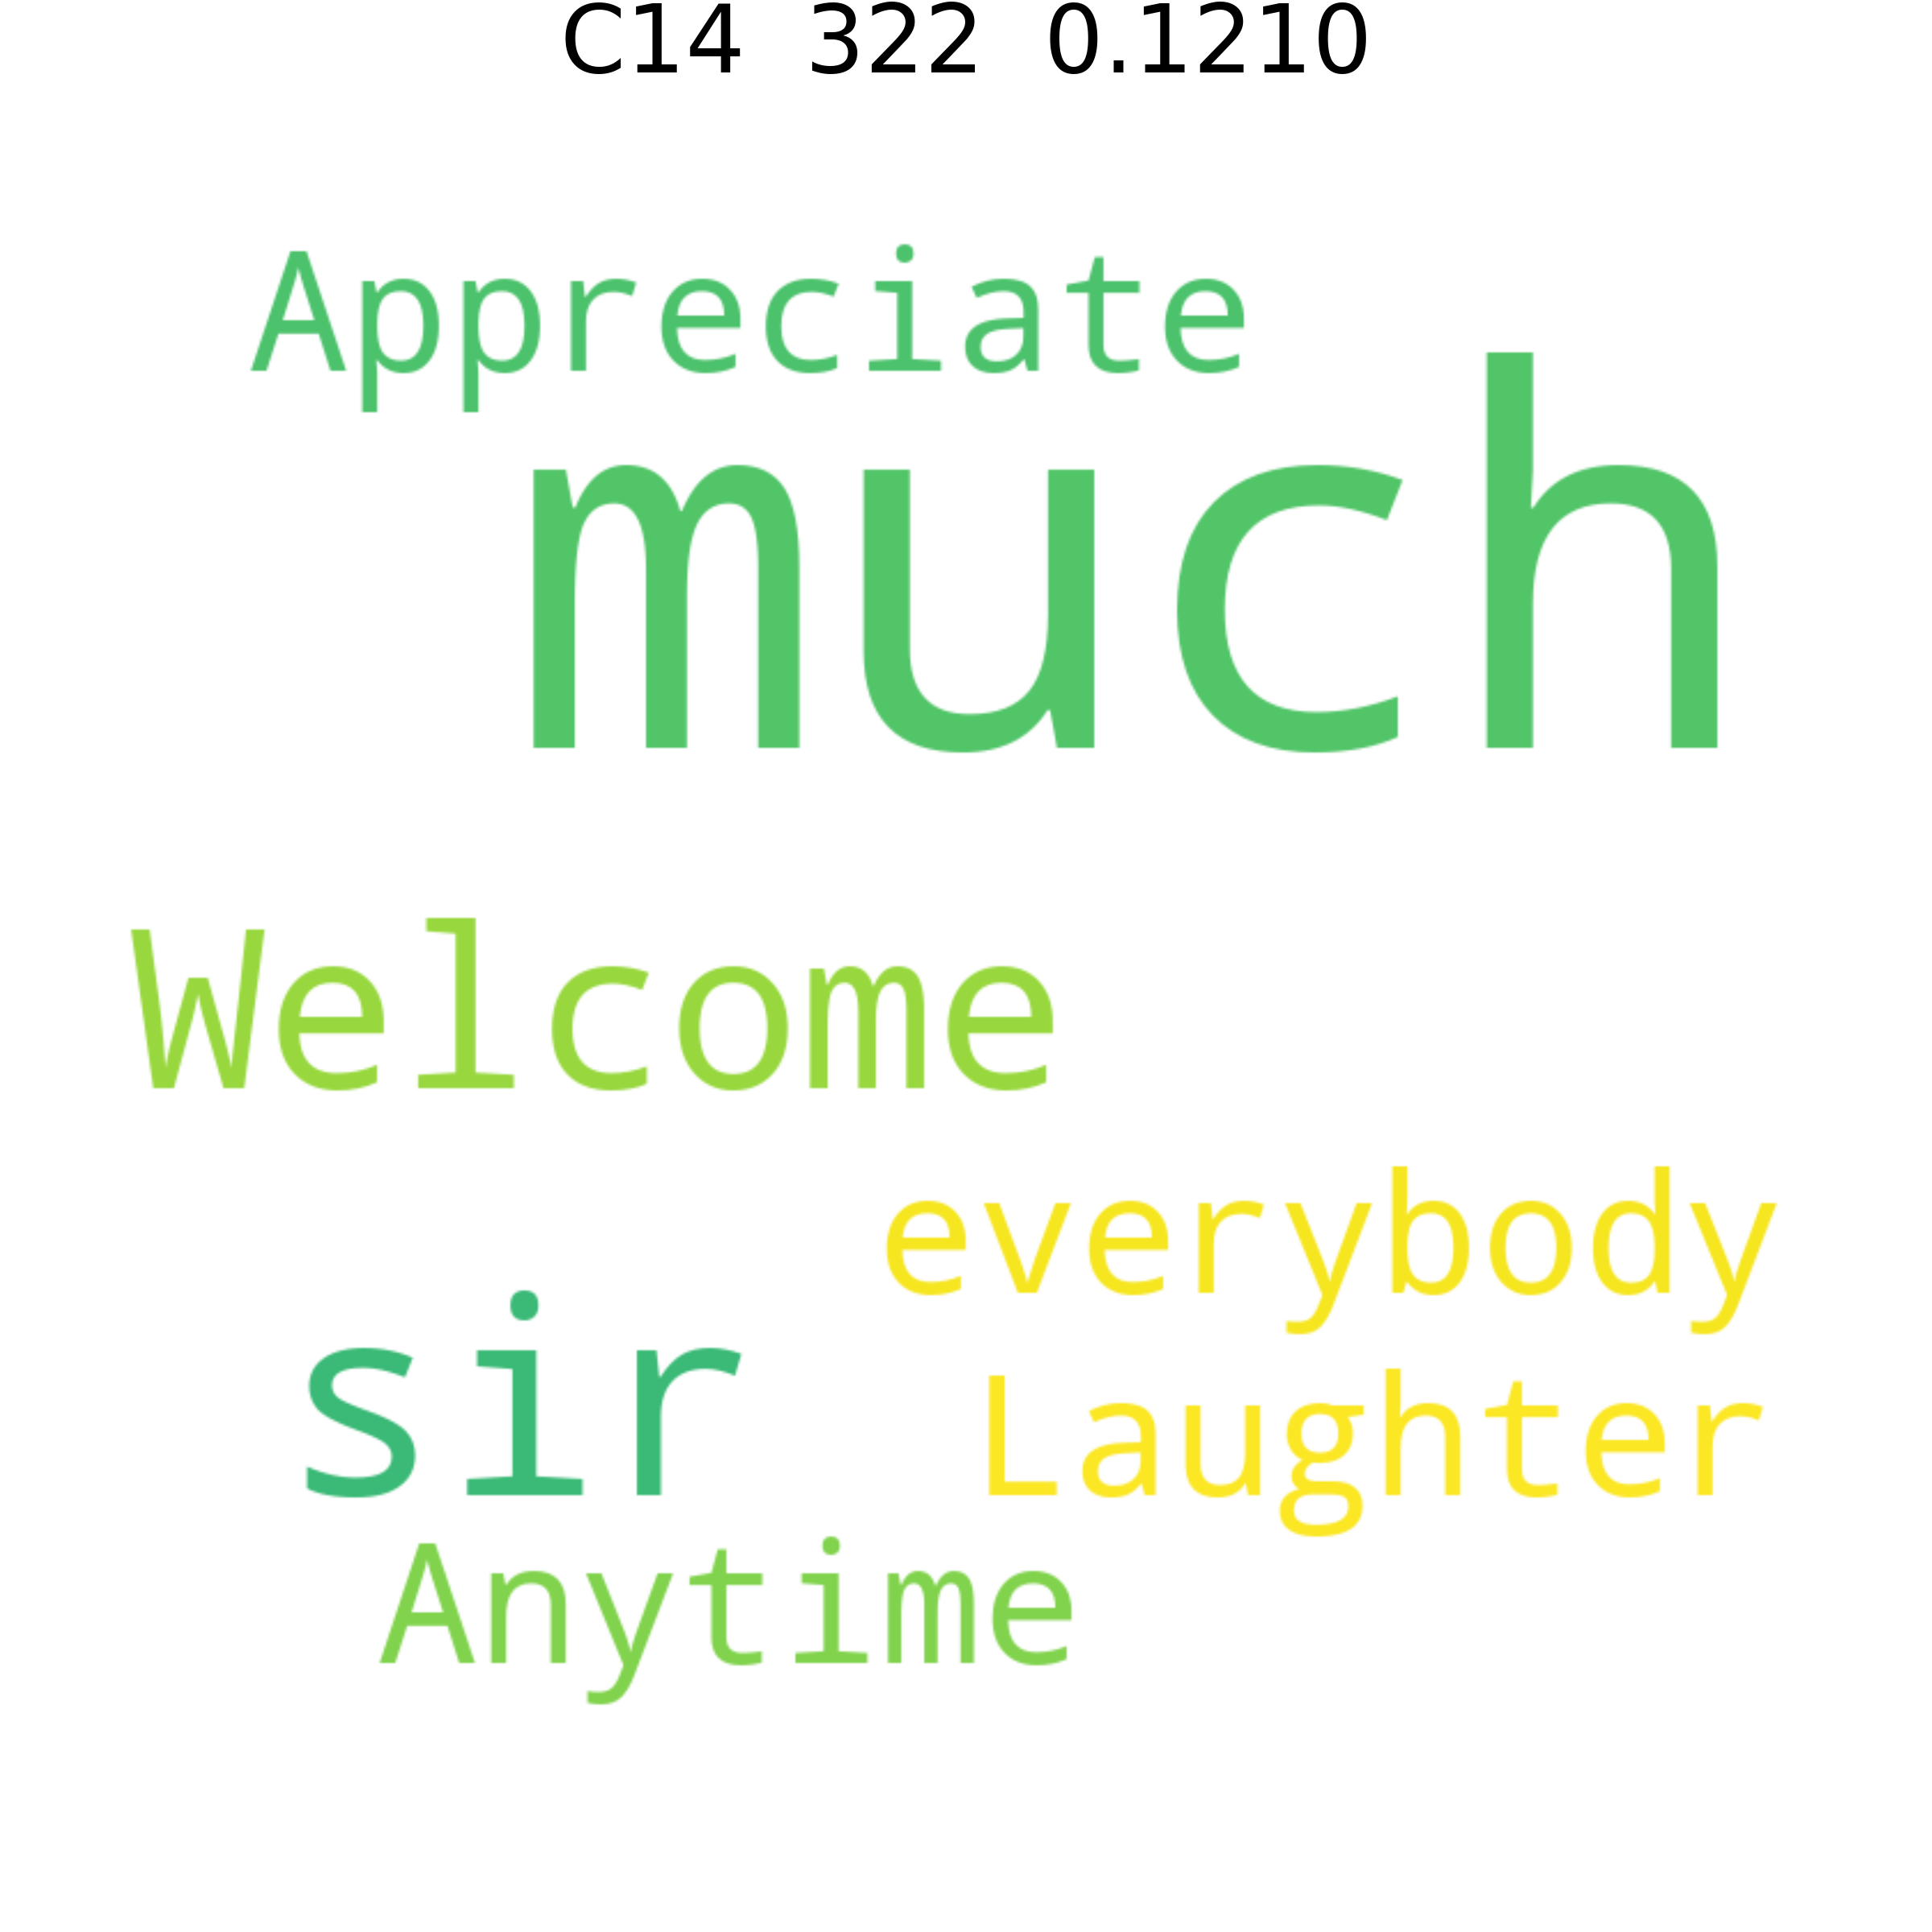 C14 322 0.1210
Appreciate
much
Welcome
everybody
sir
Laughter
Anytime